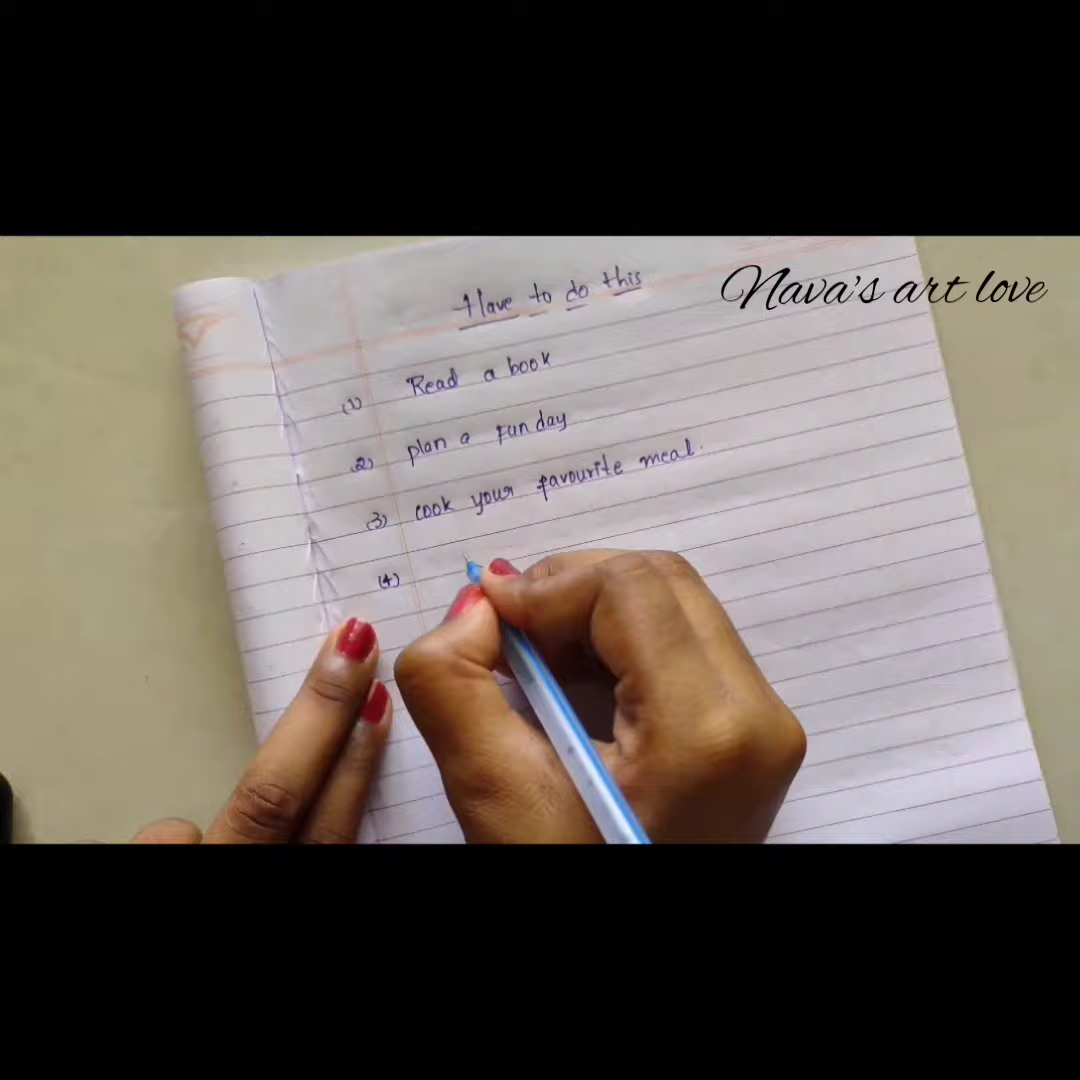 Have to do this
Nava's art love
(1) Read a book
(2) plan a fun day
(3) cook your favourite meal.
(4)